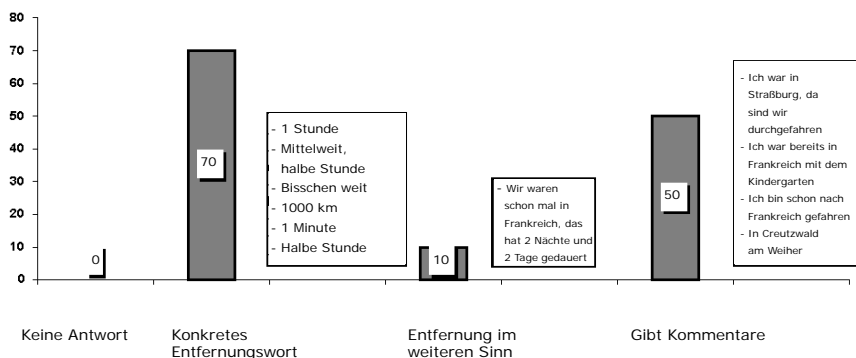 80
70
60
50
40
30
20
10
0
0
70
- 1 Stunde
- Mittelweit,
halbe Stunde
- Bisschen weit
- 1000 km
- 1 Minute
- Halbe Stunde
10
- Wir waren
schon mal in
Frankreich, das
hat 2 Nächte und
2 Tage gedauert
50
- Ich war in
Straßburg, da
sind wir
durchgefahren
- Ich war bereits in
Frankreich mit dem
Kindergarten
- Ich bin schon nach
Frankreich gefahren
- In Creutzwald
am Weiher
Keine Antwort
Konkretes
Entfernungswort
Entfernung im
weiteren Sinn
Gibt Kommentare